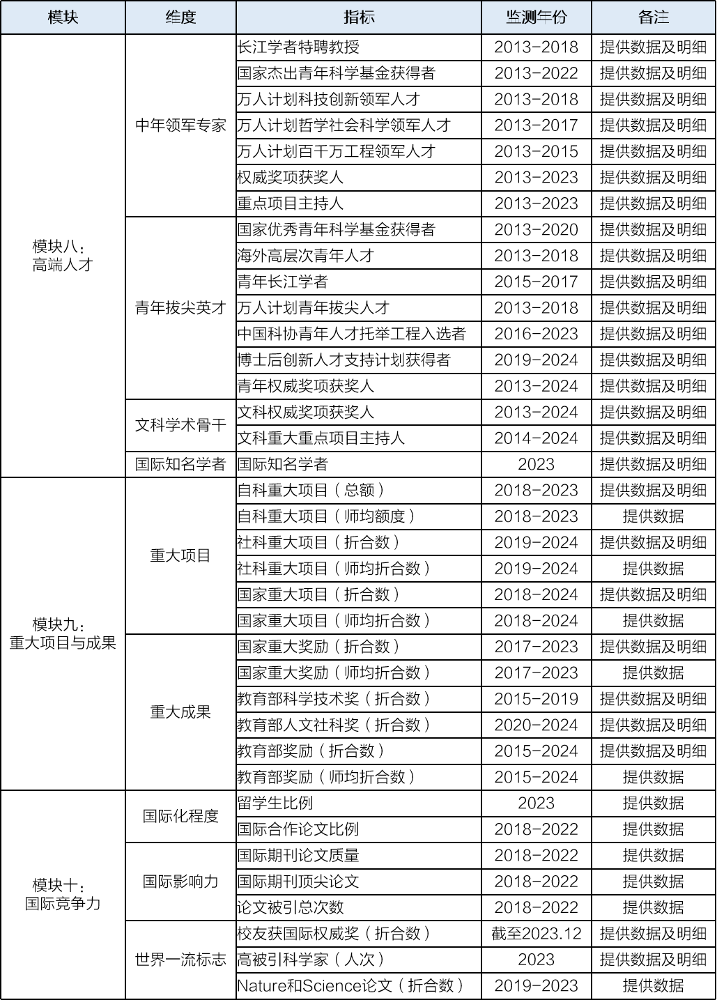 模块 维度 指标 监测年份 备注
长江学者特聘教授 2013-2018 提供数据及明细
国家杰出青年科学基金获得者 2013-2022 提供数据及明细
万人计划科技创新领军人才 2013-2018 提供数据及明细
中年领军专家 万人计划哲学社会科学领军人才 2013-2017 提供数据及明细
万人计划百千万工程领军人才 2013-2015 提供数据及明细
权威奖项获奖人 2013-2023 提供数据及明细
重点项目主持人 2013-2023 提供数据及明细
国家优秀青年科学基金获得者 2013-2020 提供数据及明细
模块八：
高端人才
海外高层次青年人才 2013-2018 提供数据及明细
青年长江学者 2015-2017 提供数据及明细
青年拔尖英才 万人计划青年拔尖人才 2013-2018 提供数据及明细
中国科协青年人才托举工程入选者 2016-2023 提供数据及明细
博士后创新人才支持计划获得者 2019-2024 提供数据及明细
青年权威奖项获奖人 2013-2024 提供数据及明细
文科学术骨干 文科权威奖项获奖人 2013-2024 提供数据及明细
文科重大重点项目主持人 2014-2024 提供数据及明细
国际知名学者 国际知名学者 2023 提供数据及明细
自科重大项目（总额） 2018-2023 提供数据及明细
自科重大项目（师均额度） 2018-2023 提供数据
重大项目 社科重大项目（折合数） 2019-2024 提供数据及明细
社科重大项目（师均折合数） 2019-2024 提供数据
国家重大项目（折合数） 2018-2024 提供数据及明细
国家重大项目（师均折合数） 2018-2024 提供数据
模块九：
重大项目与成果
国家重大奖励（折合数） 2017-2023 提供数据及明细
国家重大奖励（师均折合数） 2017-2023 提供数据
重大成果 教育部科学技术奖（折合数） 2015-2019 提供数据及明细
教育部人文社科奖（折合数） 2020-2024 提供数据及明细
教育部奖励（折合数） 2015-2024 提供数据及明细
教育部奖励（师均折合数） 2015-2024 提供数据
国际化程度 留学生比例 2023 提供数据
国际合作论文比例 2018-2022 提供数据
国际期刊论文质量 2018-2022 提供数据
模块十：
国际竞争力
国际影响力 国际期刊顶尖论文 2018-2022 提供数据
论文被引总次数 2018-2022 提供数据
校友获国际权威奖（折合数） 截至2023.12 提供数据及明细
世界一流标志 高被引科学家（人次） 2023 提供数据及明细
Nature和Science论文（折合数） 2019-2023 提供数据